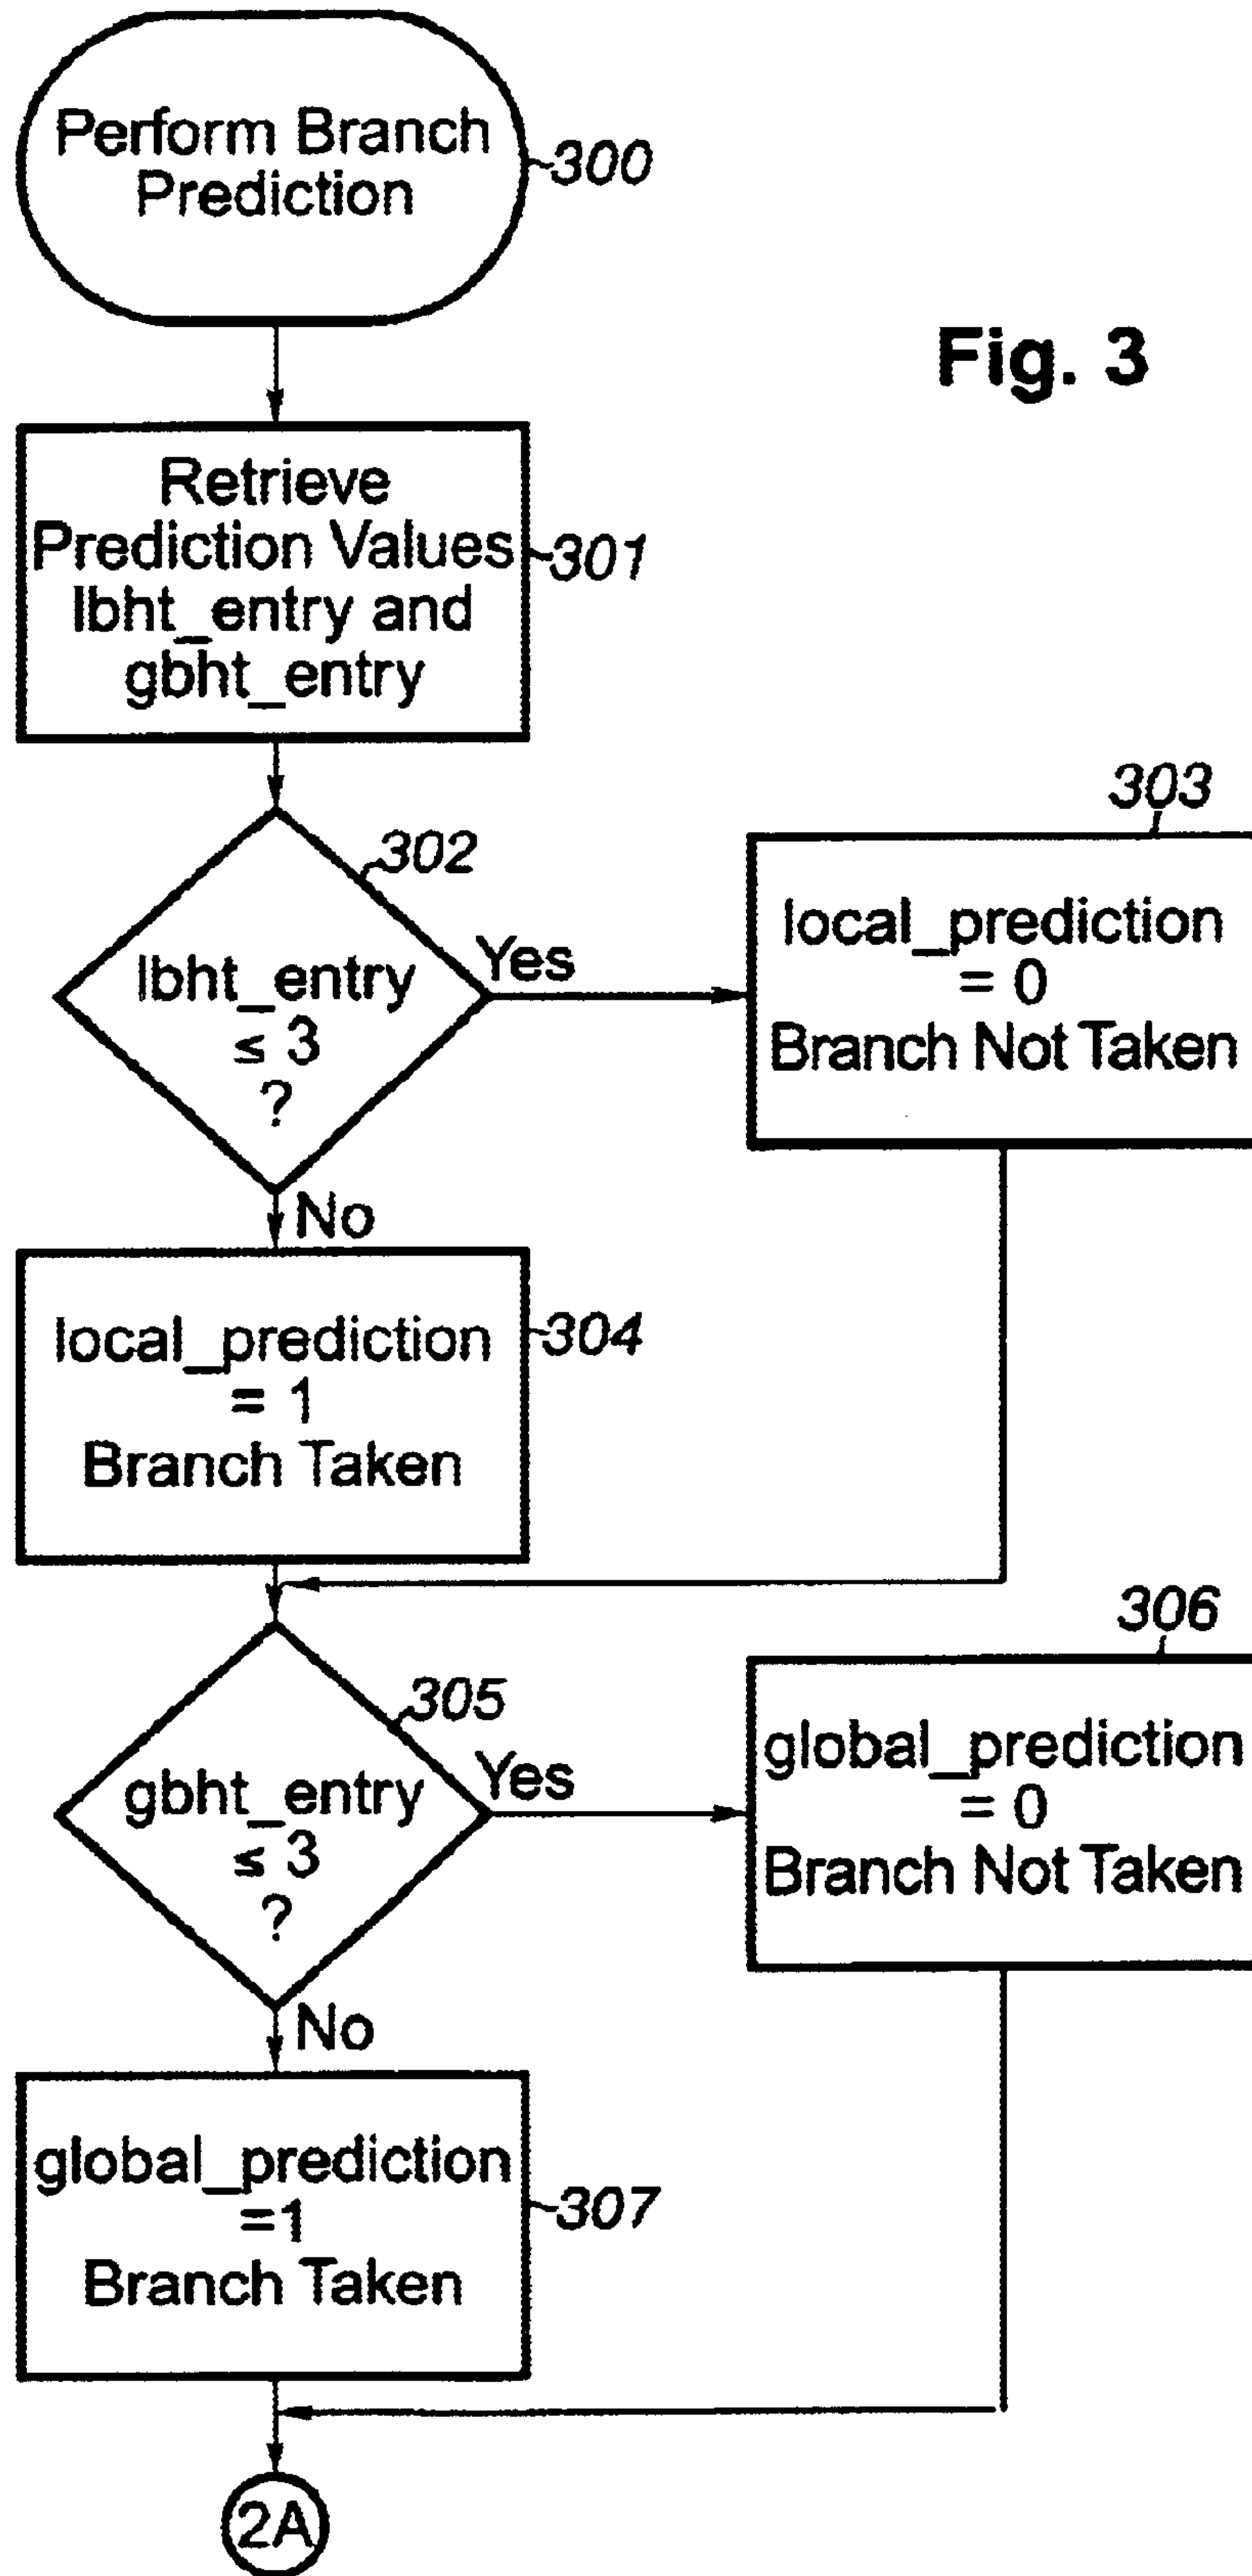 Perform Branch
Prediction
300
Fig. 3
Retrieve
Prediction Values
lbht_entry and
gbht_entry
301
302
lbht_entry
≤ 3
?
Yes
303
local_prediction
= 0
Branch Not Taken
No
local_prediction
= 1
Branch Taken
304
305
gbht_entry
≤ 3
?
Yes
306
global_prediction
= 0
Branch Not Taken
No
global_prediction
=1
Branch Taken
307
2A